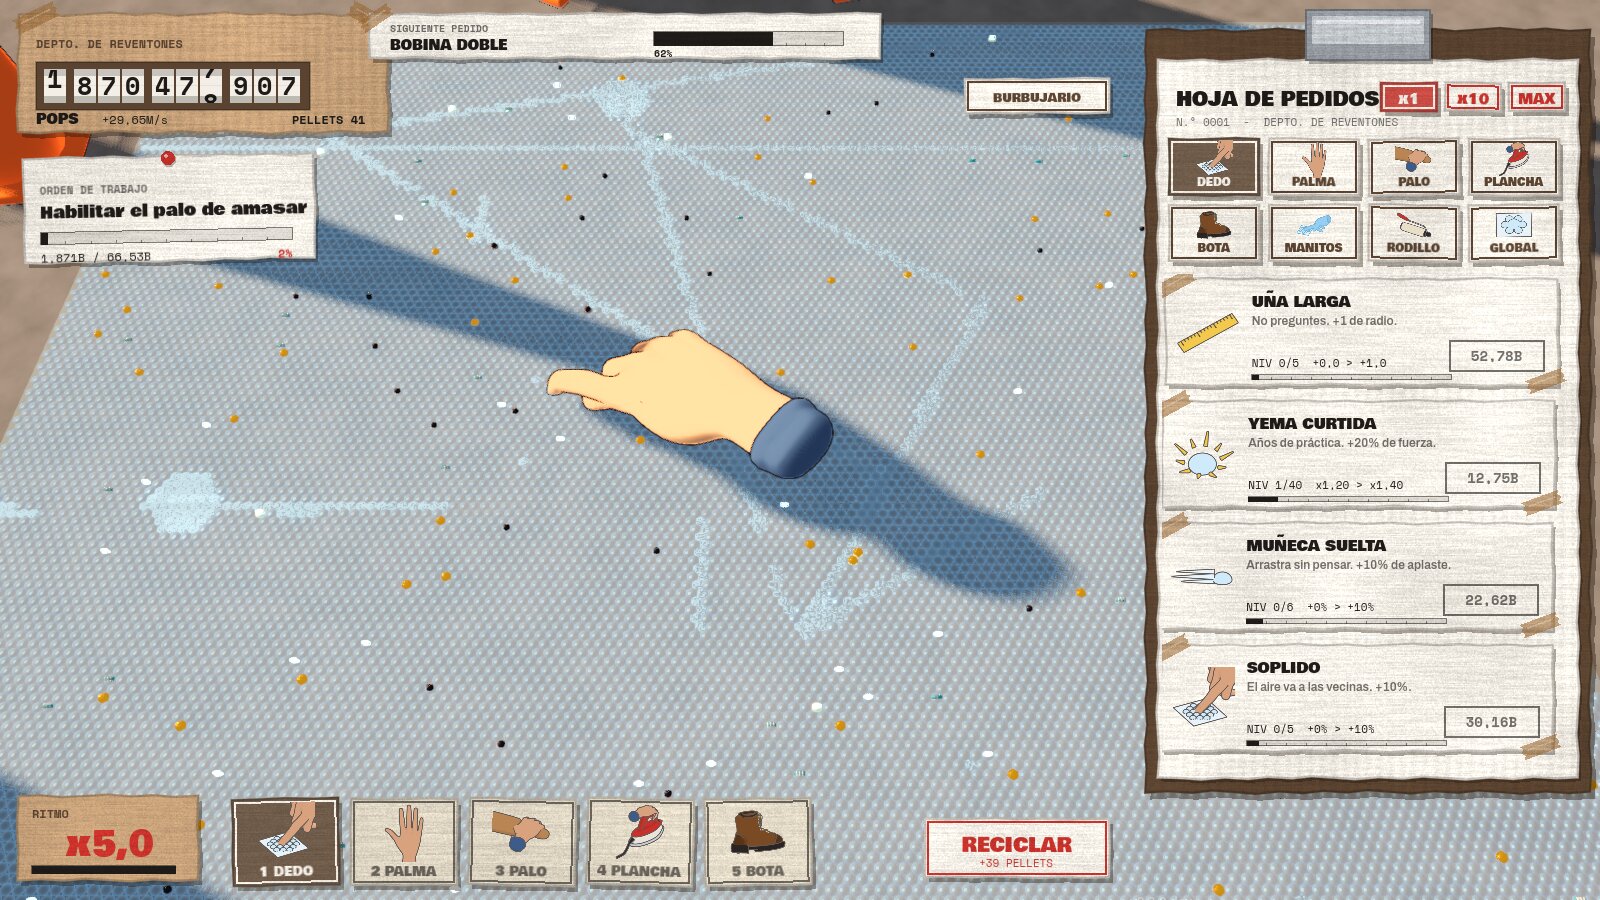 DEPTO. DE REVENTONES
POPS
+29,65M/s
PELLETS 41
SIGUIENTE PEDIDO
BOBINA DOBLE
62%
ORDEN DE TRABAJO
Habilitar el palo de amasar
1,871B / 66,53B
2%
BURBUJARIO
HOJA DE PEDIDOS
x1
x10
MAX
N.° 0001 - DEPTO. DE REVENTONES
DEDO
PALMA
PALO
PLANCHA
BOTA
MANITOS
RODILLO
GLOBAL
UÑA LARGA
No preguntes. +1 de radio.
NIV 0/5 +0,0 > +1,0
52,78B
YEMA CURTIDA
Años de práctica. +20% de fuerza.
NIV 1/40 x1,20 > x1,40
12,75B
MUÑECA SUELTA
Arrastra sin pensar. +10% de aplaste.
NIV 0/6 +0% > +10%
22,62B
SOPLIDO
El aire va a las vecinas. +10%.
NIV 0/5 +0% > +10%
30,16B
RITMO
x5,0
1 DEDO
2 PALMA
3 PALO
4 PLANCHA
5 BOTA
RECICLAR
+39 PELLETS